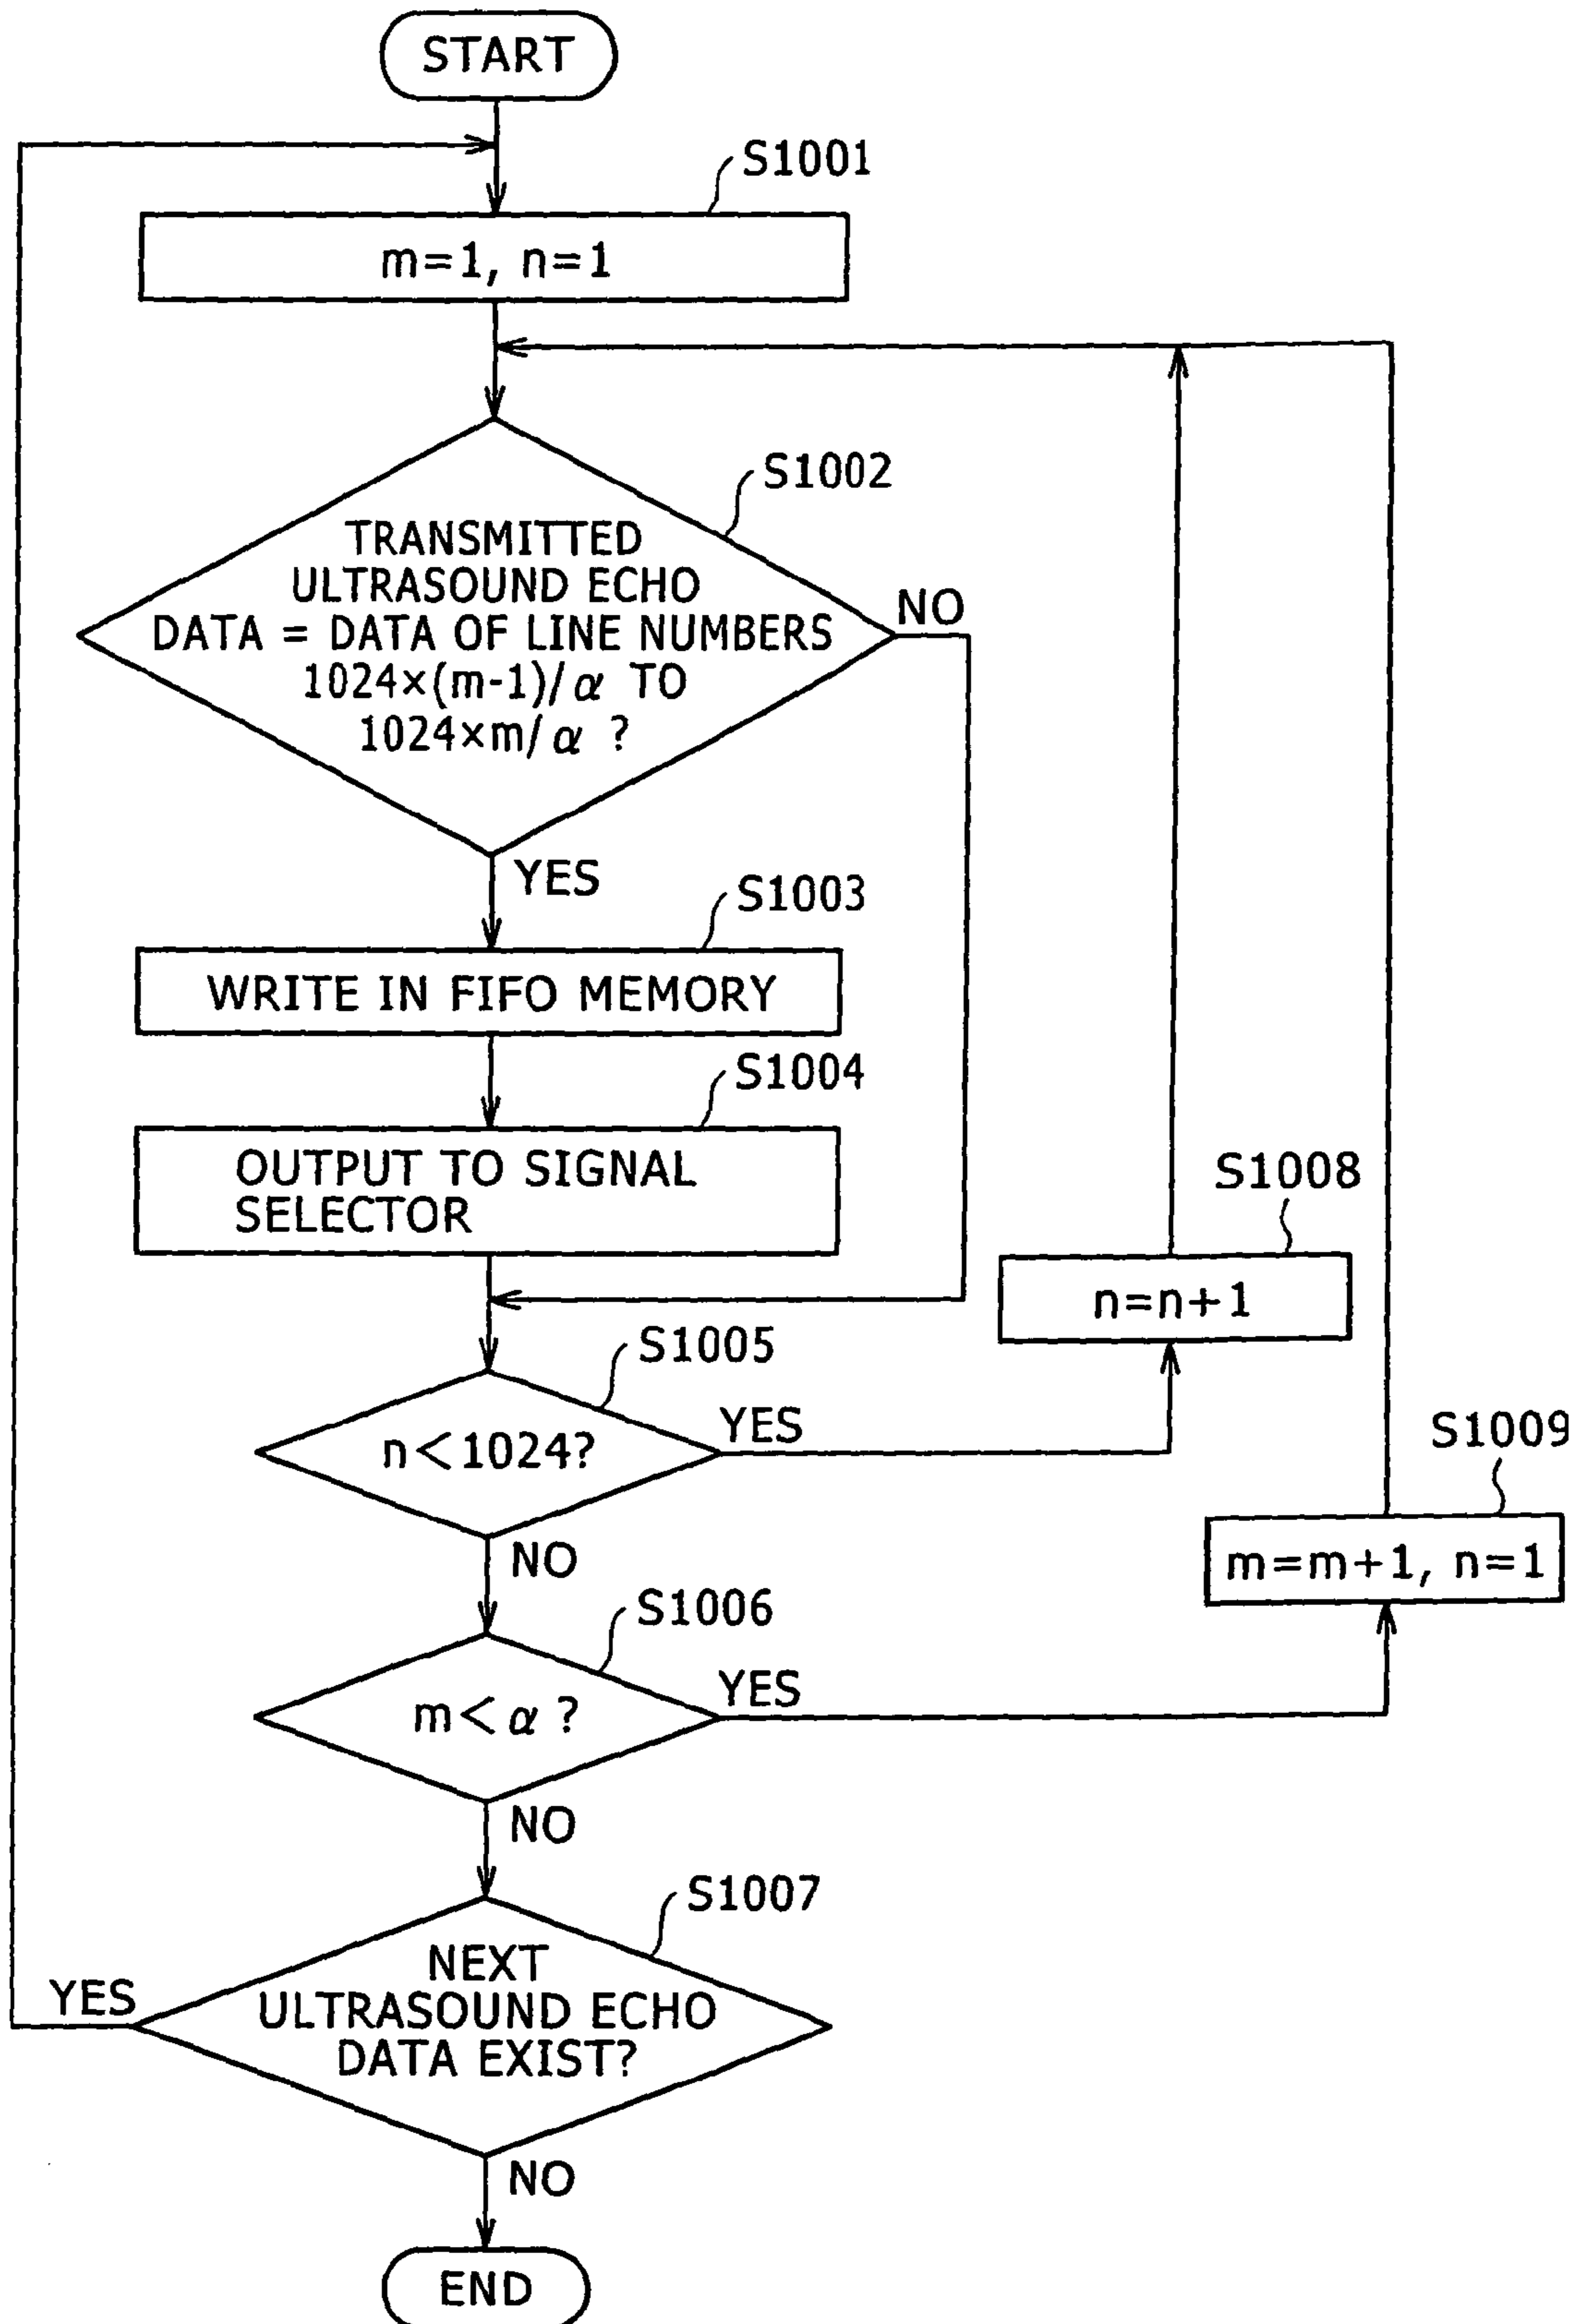 START
S1001
m=1, n=1
S1002
TRANSMITTED
ULTRASOUND ECHO
DATA = DATA OF LINE NUMBERS
1024×(m-1)/α TO
1024×m/α ?
NO
YES
S1003
WRITE IN FIFO MEMORY
S1004
OUTPUT TO SIGNAL
SELECTOR
S1008
n=n+1
S1005
n<1024?
YES
NO
S1009
m=m+1, n=1
S1006
m<α ?
YES
NO
S1007
NEXT
ULTRASOUND ECHO
DATA EXIST?
YES
NO
END